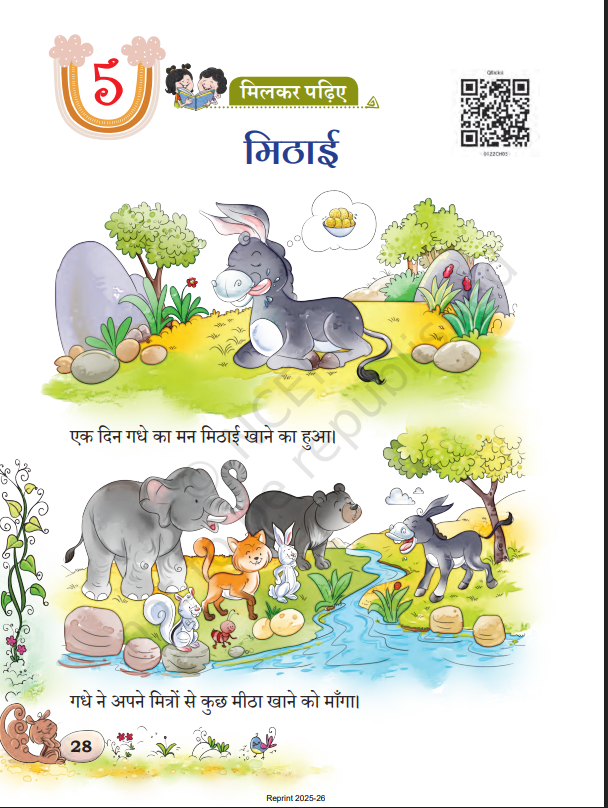 5
मिलकर पढ़िए
मिठाई
एक दिन गधे का मन मिठाई खाने का हुआ।
गधे ने अपने मित्रों से कुछ मीठा खाने को माँगा।
28
Reprint 2025-26